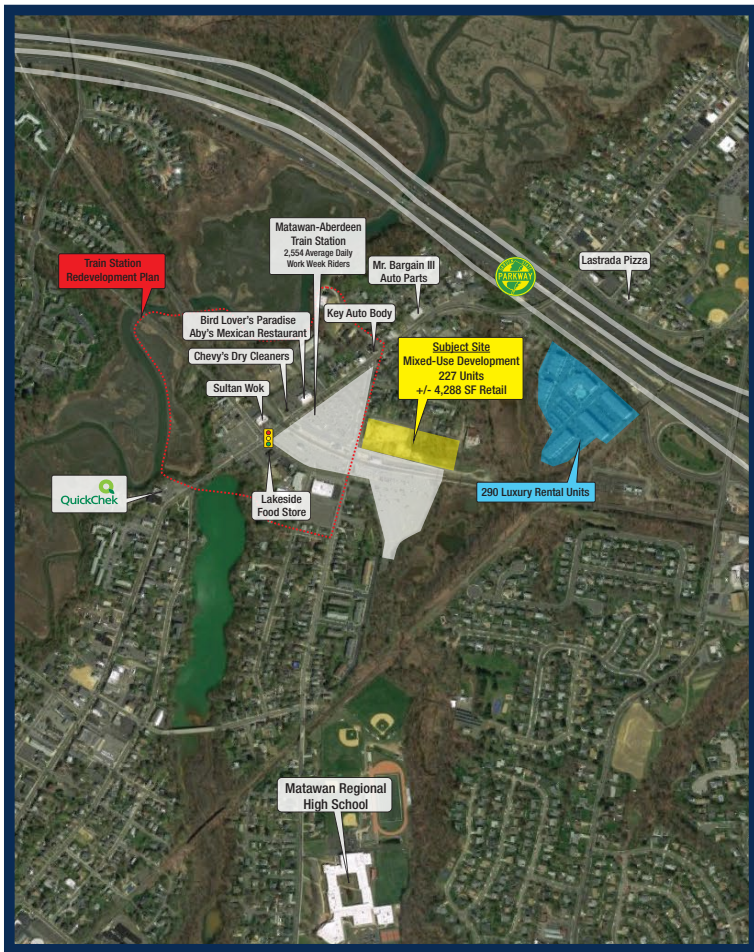 Matawan-Aberdeen
Train Station
2,554 Average Daily
Work Week Riders
Train Station
Redevelopment Plan
Mr. Bargain III
Auto Parts
PARKWAY
Lastrada Pizza
Bird Lover's Paradise
Aby's Mexican Restaurant
Key Auto Body
Chevy's Dry Cleaners
Subject Site
Mixed-Use Development
227 Units
+/- 4,288 SF Retail
Sultan Wok
QuickChek
Lakeside
Food Store
290 Luxury Rental Units
Matawan Regional
High School